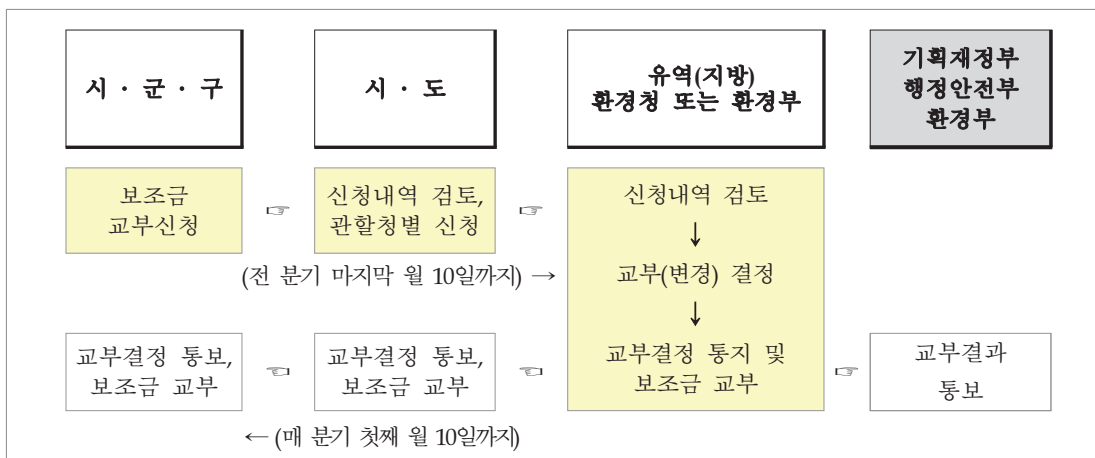 시 · 군 · 구
시 · 도
유역(지방)
환경청 또는 환경부
기획재정부
행정안전부
환경부
보조금
교부신청
☞
신청내역 검토,
관할청별 신청
☞
신청내역 검토
↓
교부(변경) 결정
↓
교부결정 통지 및
보조금 교부
(전 분기 마지막 월 10일까지) →
교부결정 통보,
보조금 교부
☜
교부결정 통보,
보조금 교부
☜
☞
교부결과
통보
← (매 분기 첫째 월 10일까지)